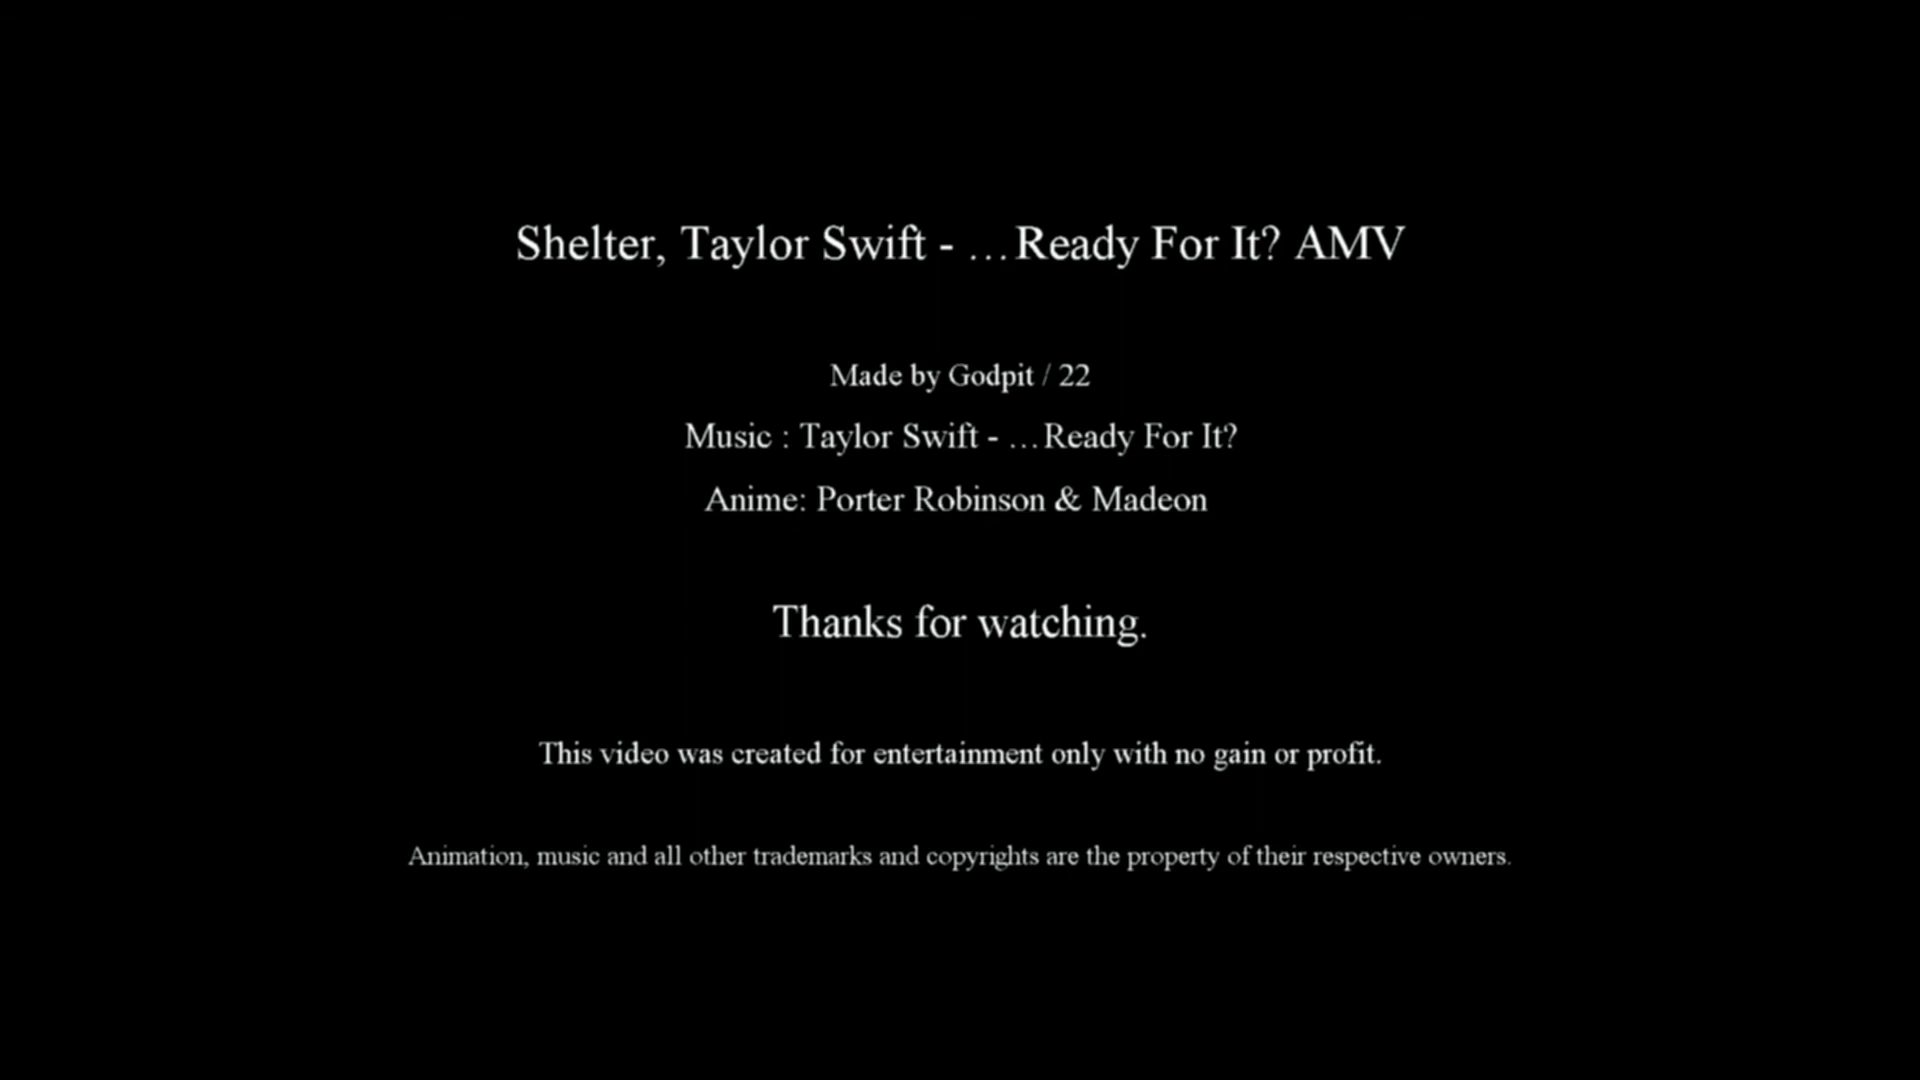 Shelter, Taylor Swift - …Ready For It? AMV
Made by Godpit / 22
Music : Taylor Swift - …Ready For It?
Anime: Porter Robinson & Madeon
Thanks for watching.
This video was created for entertainment only with no gain or profit.
Animation, music and all other trademarks and copyrights are the property of their respective owners.